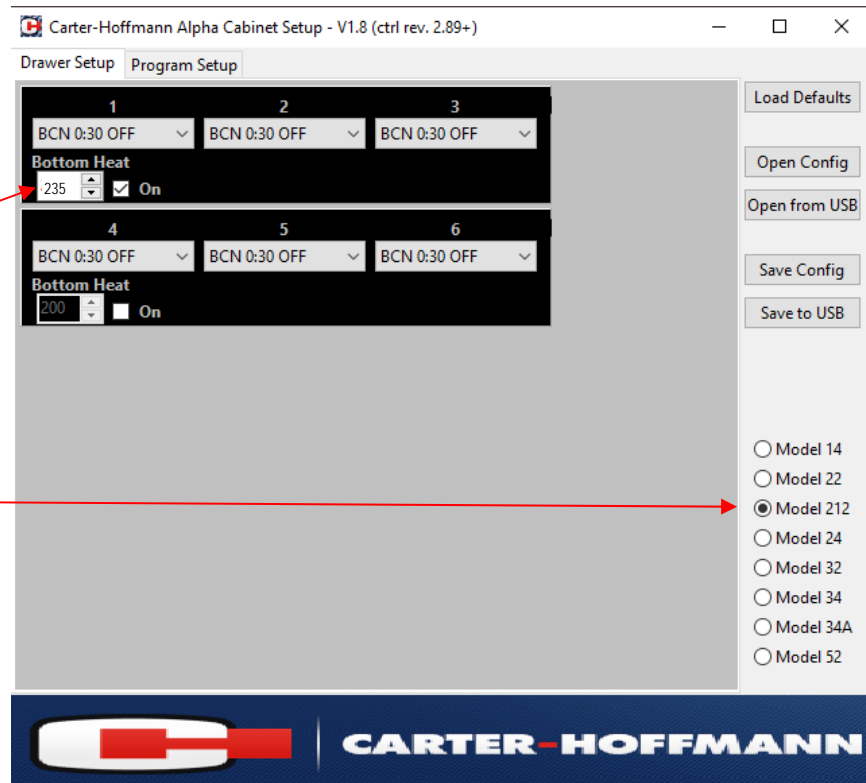 Carter-Hoffmann Alpha Cabinet Setup - V1.8 (ctrl rev. 2.89+)
Drawer Setup Program Setup
1 2 3
BCN 0:30 OFF BCN 0:30 OFF BCN 0:30 OFF
Bottom Heat
235 On
4 5 6
BCN 0:30 OFF BCN 0:30 OFF BCN 0:30 OFF
Bottom Heat
200 On
Load Defaults
Open Config
Open from USB
Save Config
Save to USB
Model 14
Model 22
Model 212
Model 24
Model 32
Model 34
Model 34A
Model 52
CARTER-HOFFMANN